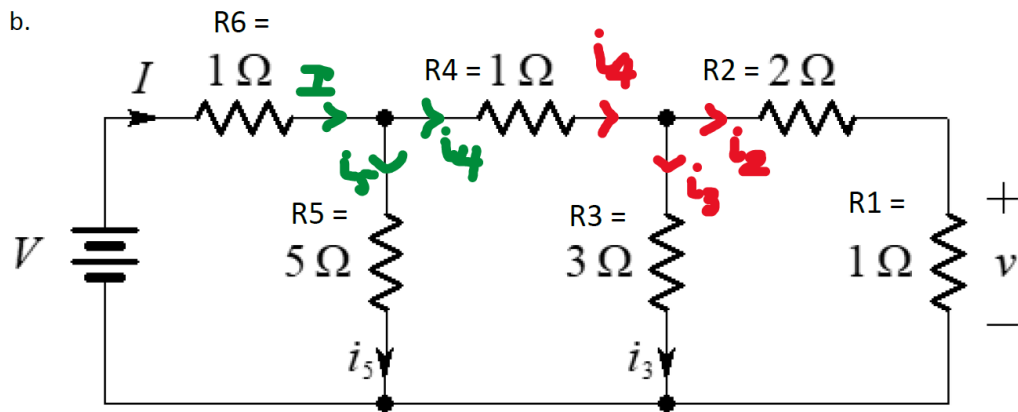 b.
R6 =
1 Ω
I
I
R4 = 1 Ω
i4
R2 = 2 Ω
i5
i4
i3
i2
V
R5 =
5 Ω
R3 =
3 Ω
R1 =
1 Ω
+
v
−
i₅
i₃